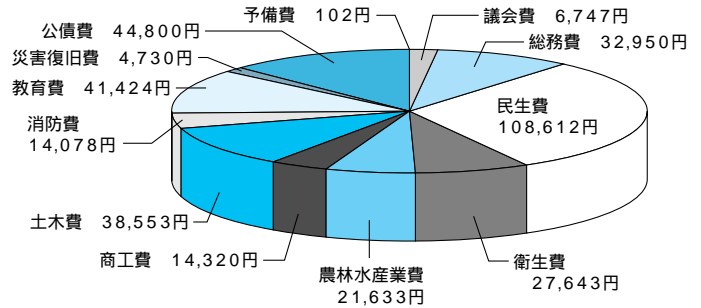 予備費 102円
議会費 6,747円
総務費 32,950円
民生費
108,612円
衛生費
27,643円
農林水産業費
21,633円
商工費 14,320円
土木費 38,553円
消防費
14,078円
教育費 41,424円
災害復旧費 4,730円
公債費 44,800円